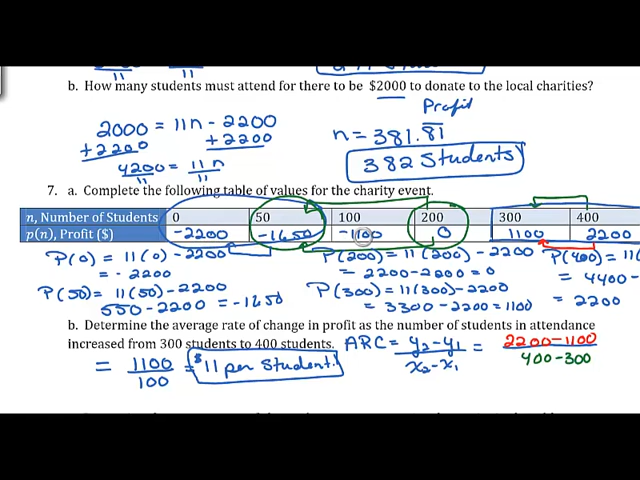 11 11
b. How many students must attend for there to be $2000 to donate to the local charities?
Profit
2000 = 11n - 2200
+2200 +2200
n = 381.81
4200 = 11n
11 11
382 Students
7. a. Complete the following table of values for the charity event.
n, Number of Students 0 50 100 200 300 400
p(n), Profit ($) -2200 -1650 -1100 0 1100 2200
P(0) = 11(0) - 2200
= -2200
P(50) = 11(50) - 2200
550 - 2200 = -1650
P(200) = 11(200) - 2200
= 2200 - 2200 = 0
P(300) = 11(300) - 2200
= 3300 - 2200 = 1100
P(400) = 11(
= 4400 -
= 2200
b. Determine the average rate of change in profit as the number of students in attendance
increased from 300 students to 400 students.
ARC = y2 - y1 = 2200 - 1100
x2 - x1 400 - 300
= 1100 = $11 per student!
100